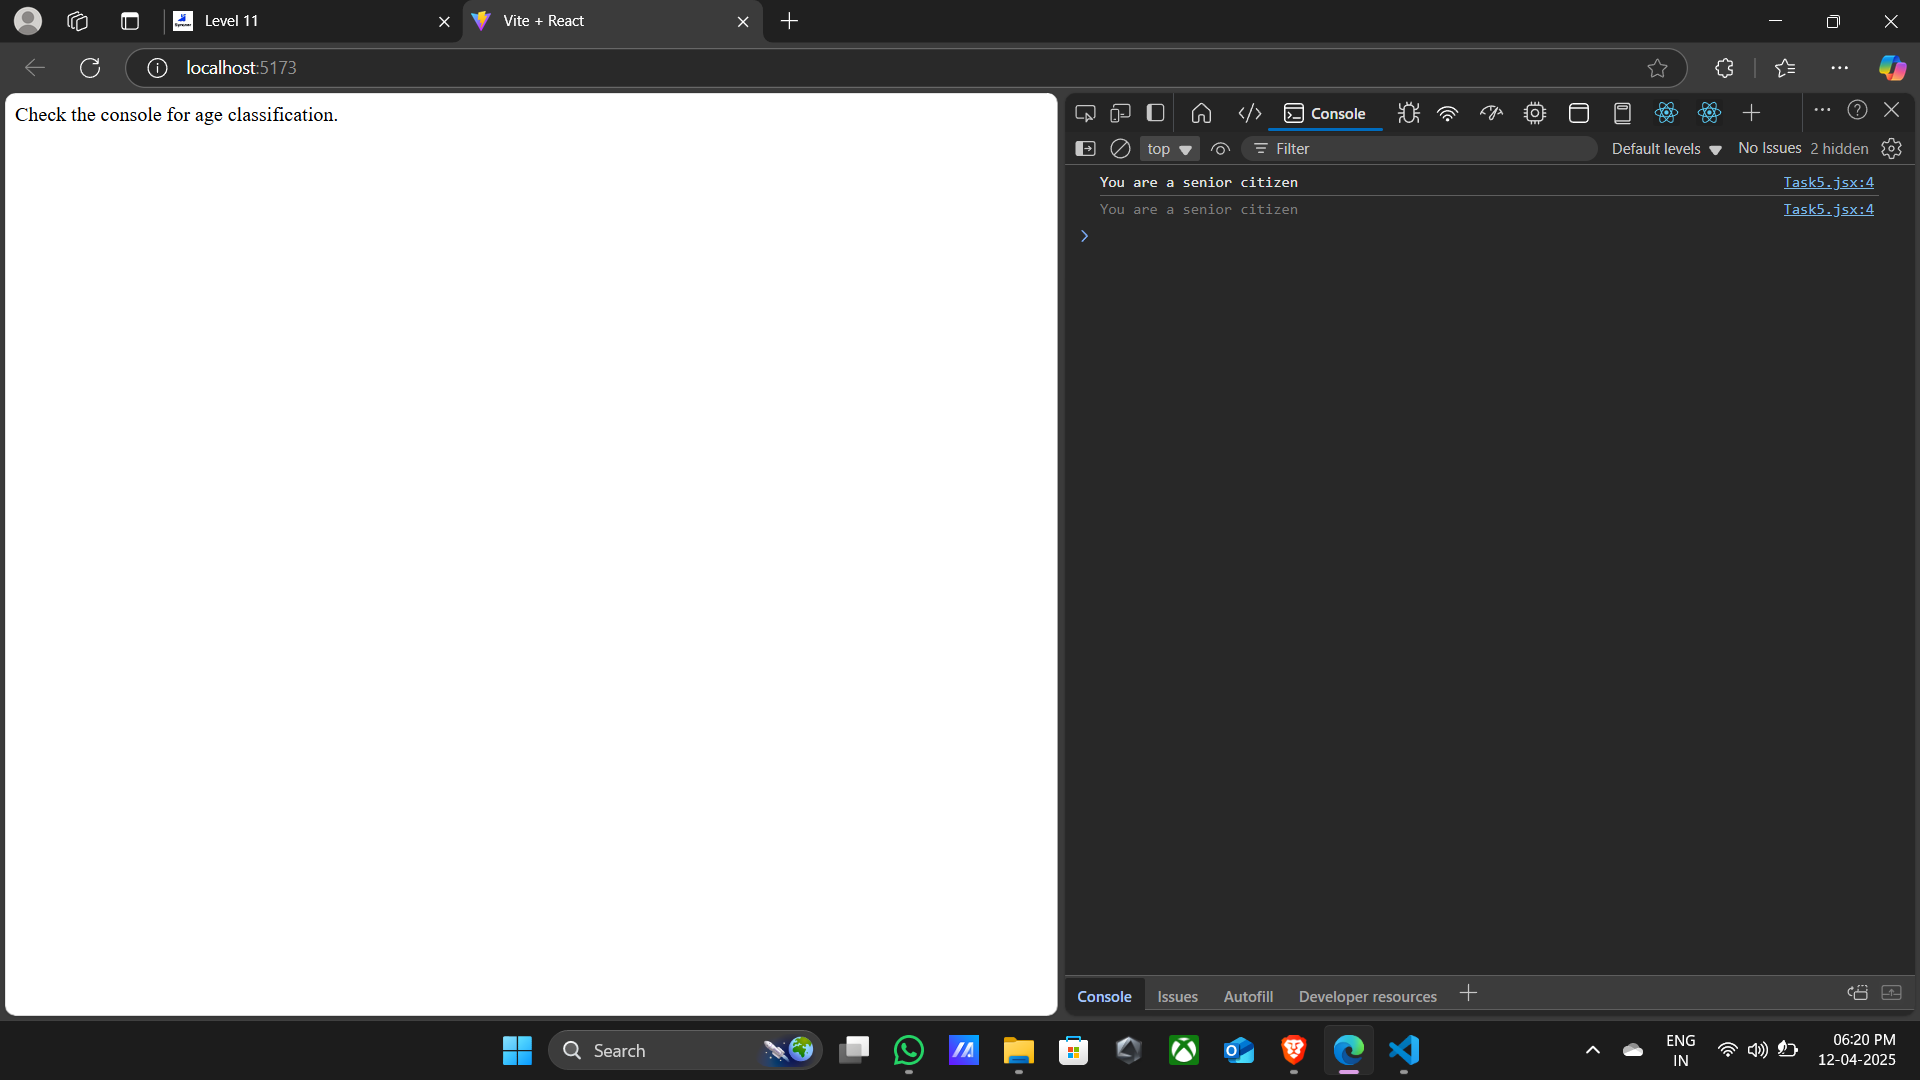 Level 11
Vite + React
localhost:5173
Check the console for age classification.
Console
top
Filter
Default levels
No Issues
2 hidden
You are a senior citizen
Task5.jsx:4
You are a senior citizen
Task5.jsx:4
Console
Issues
Autofill
Developer resources
Search
ENG
IN
06:20 PM
12-04-2025